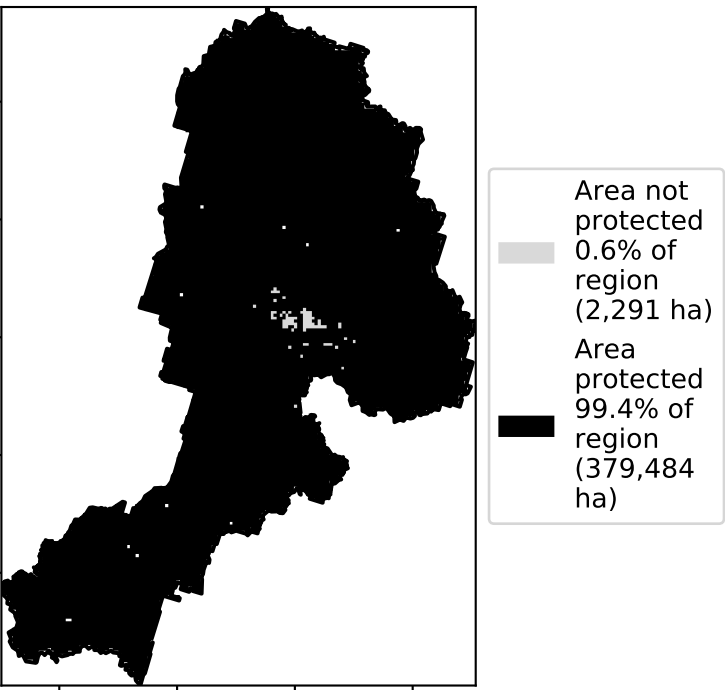 Area not
protected
0.6% of
region
(2,291 ha)
Area
protected
99.4% of
region
(379,484
ha)